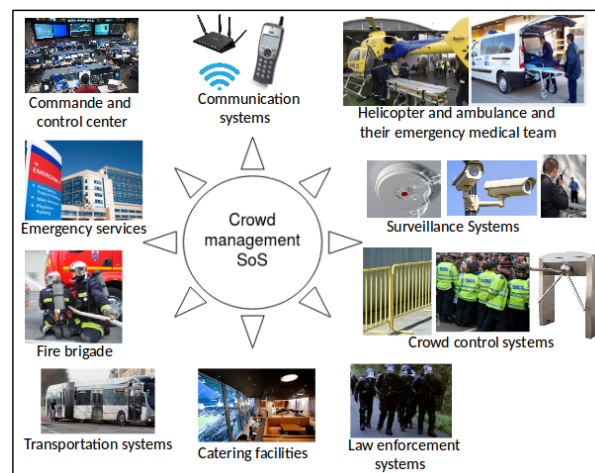 Commande and
control center
Communication
systems
Helicopter and ambulance and
their emergency medical team
EMERGENCY
Emergency services
Crowd
management
SoS
Surveillance Systems
Fire brigade
Crowd control systems
Transportation systems
Catering facilities
Law enforcement
systems